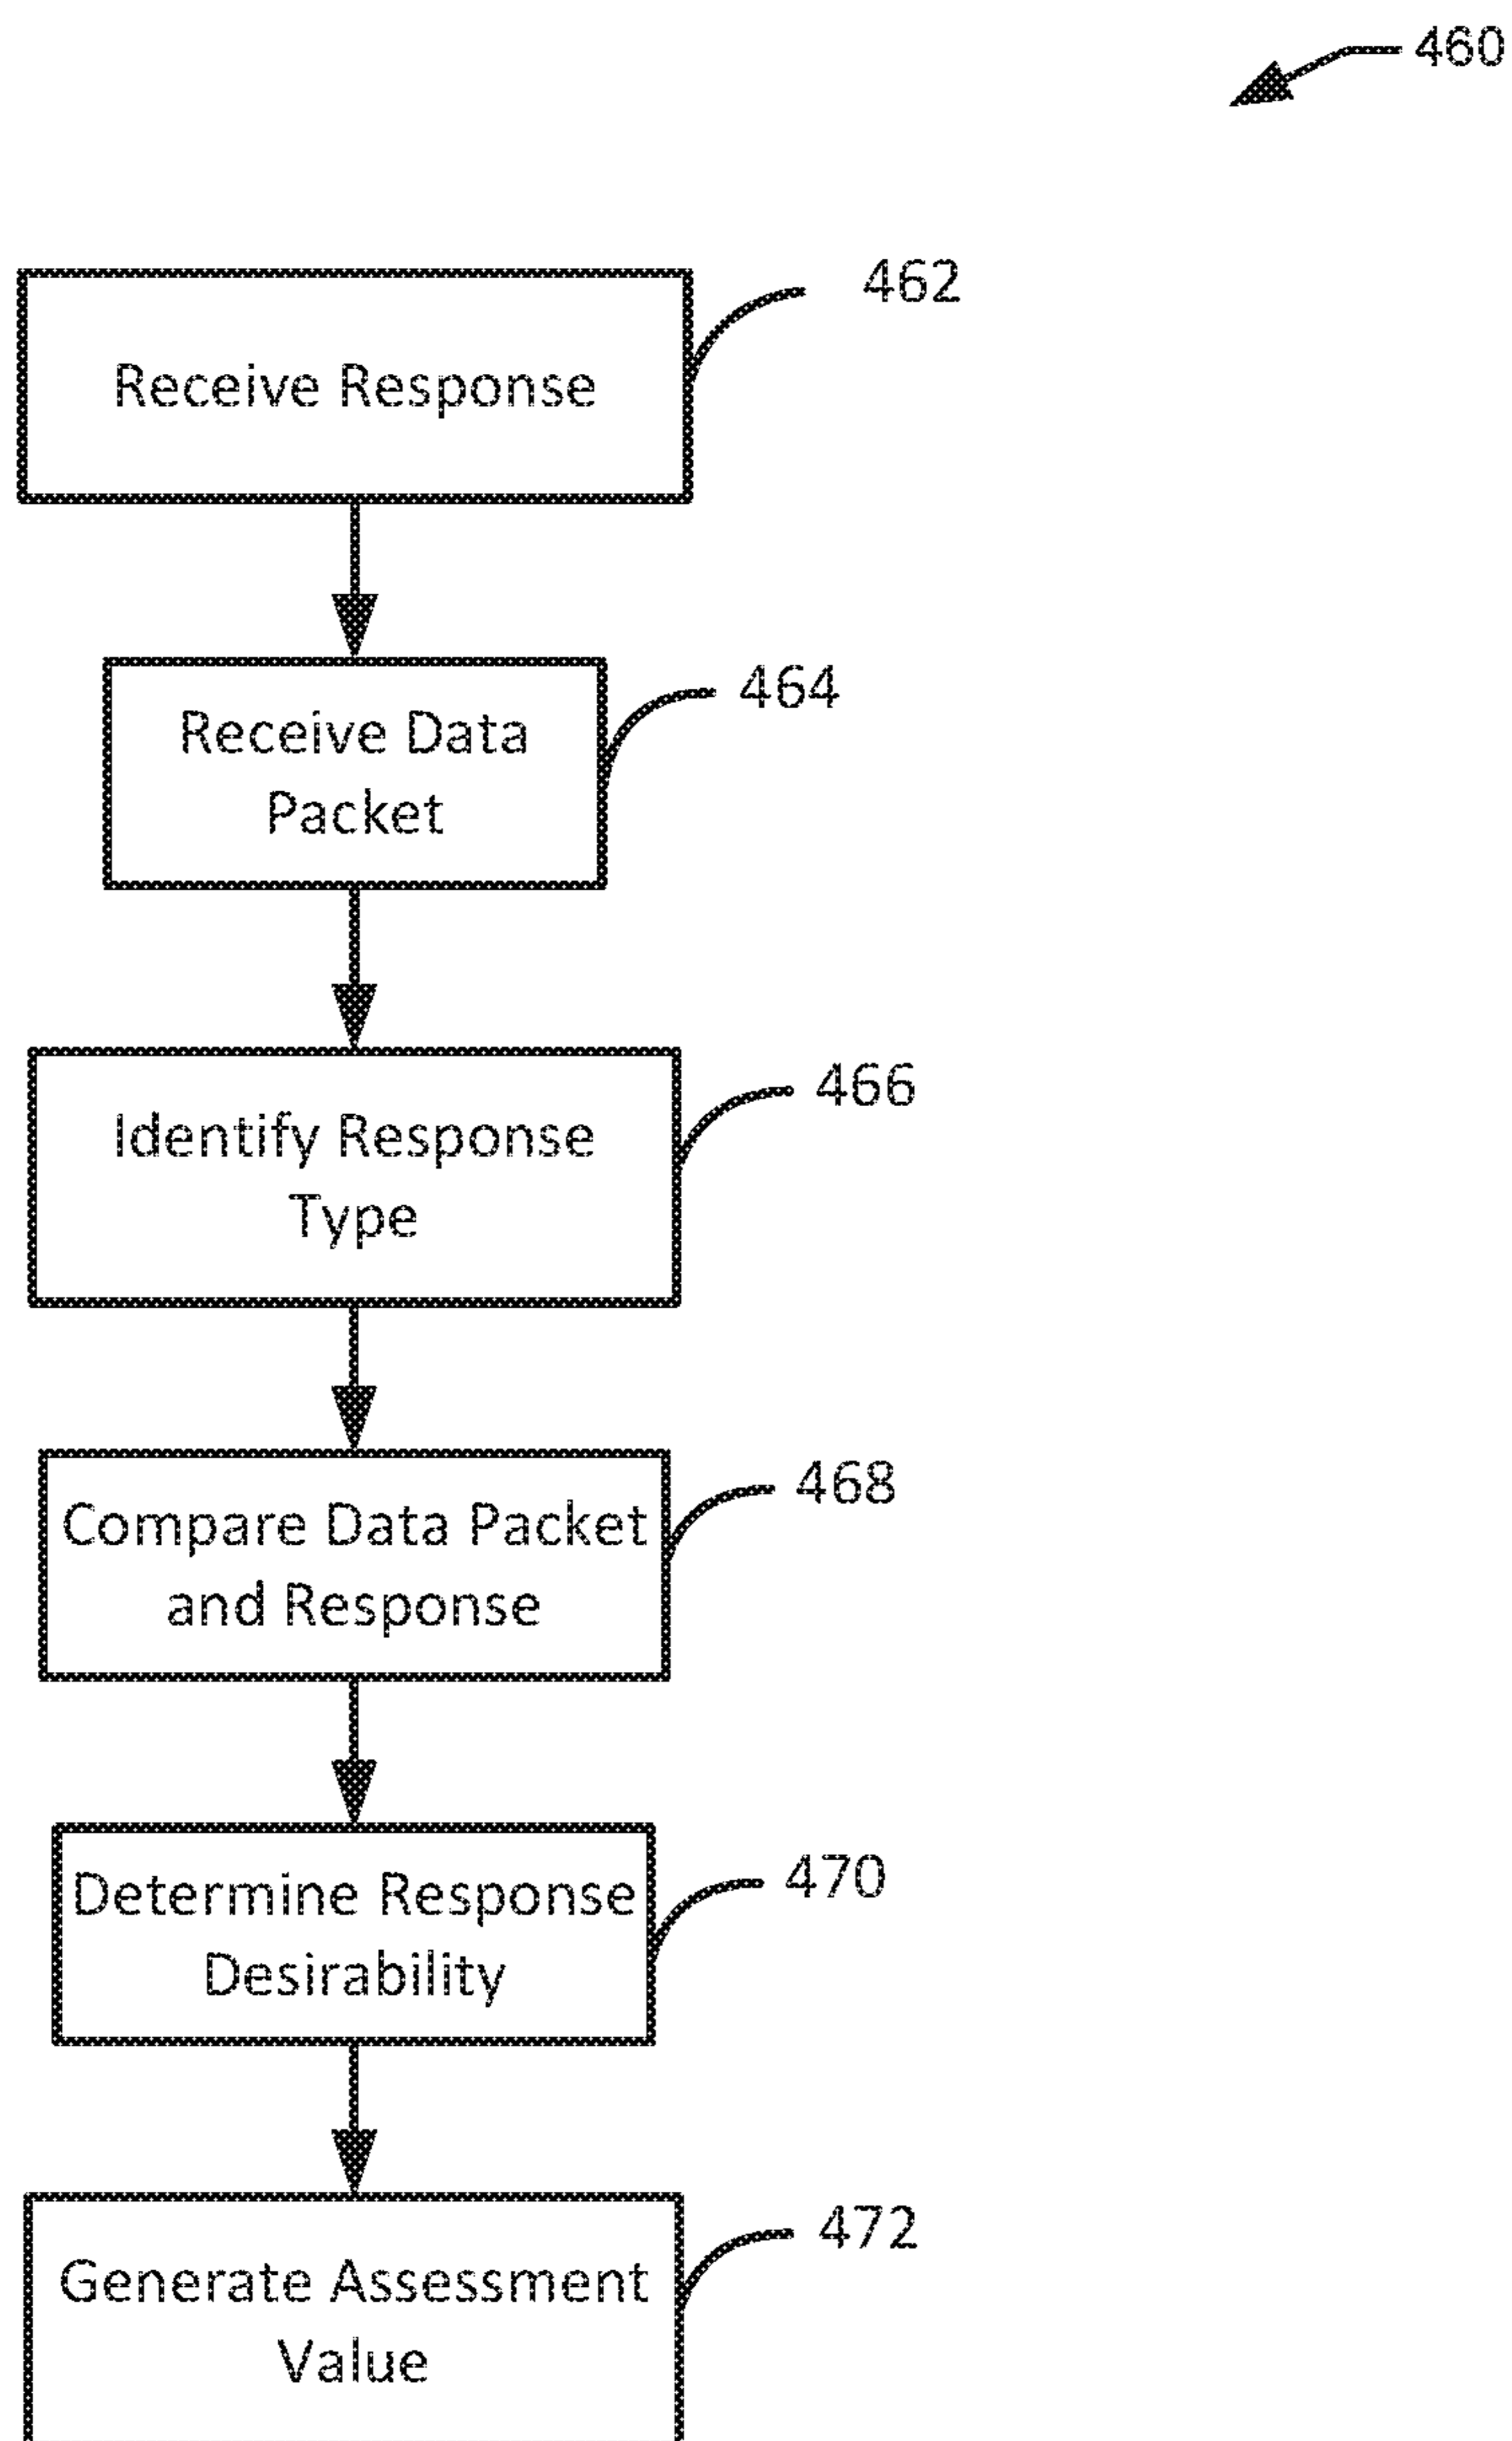 460
462
Receive Response
464
Receive Data
Packet
466
Identify Response
Type
468
Compare Data Packet
and Response
470
Determine Response
Desirability
472
Generate Assessment
Value